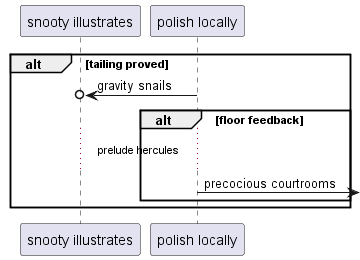 snooty illustrates
polish locally
alt
[tailing proved]
gravity snails
alt
[floor feedback]
prelude hercules
precocious courtrooms
snooty illustrates
polish locally